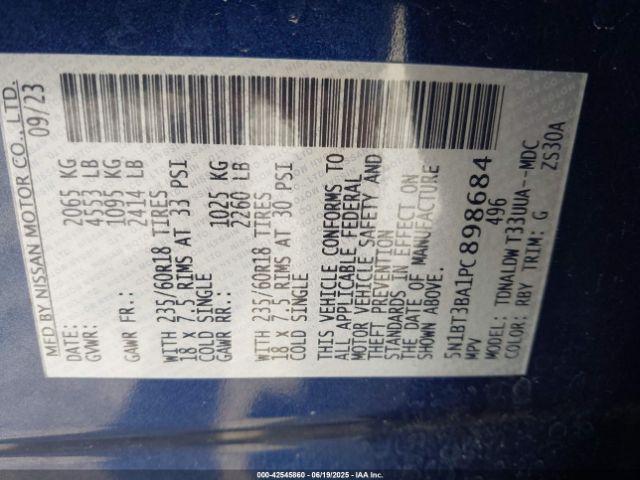 MFD BY NISSAN MOTOR CO., LTD.
09/23
GVWR: 2065 KG
4553 LB
GAWR FR.: 1095 KG
2414 LB
WITH 235/60R18 TIRES
18 X 7.5 RIMS AT 33 PSI
COLD SINGLE
GAWR RR.: 1025 KG
2260 LB
WITH 235/60R18 TIRES
18 X 7.5 RIMS AT 30 PSI
COLD SINGLE
THIS VEHICLE CONFORMS TO
ALL APPLICABLE FEDERAL
MOTOR VEHICLE SAFETY AND
THEFT PREVENTION
STANDARDS IN EFFECT ON
THE DATE OF MANUFACTURE
SHOWN ABOVE.
5N1BT3BA1PC898684
MPV 496
MODEL: TDNALDW T33UUA--MDC
COLOR: RBY TRIM: G ZS30A
000-42545860 - 06/19/2025 - IAA Inc.